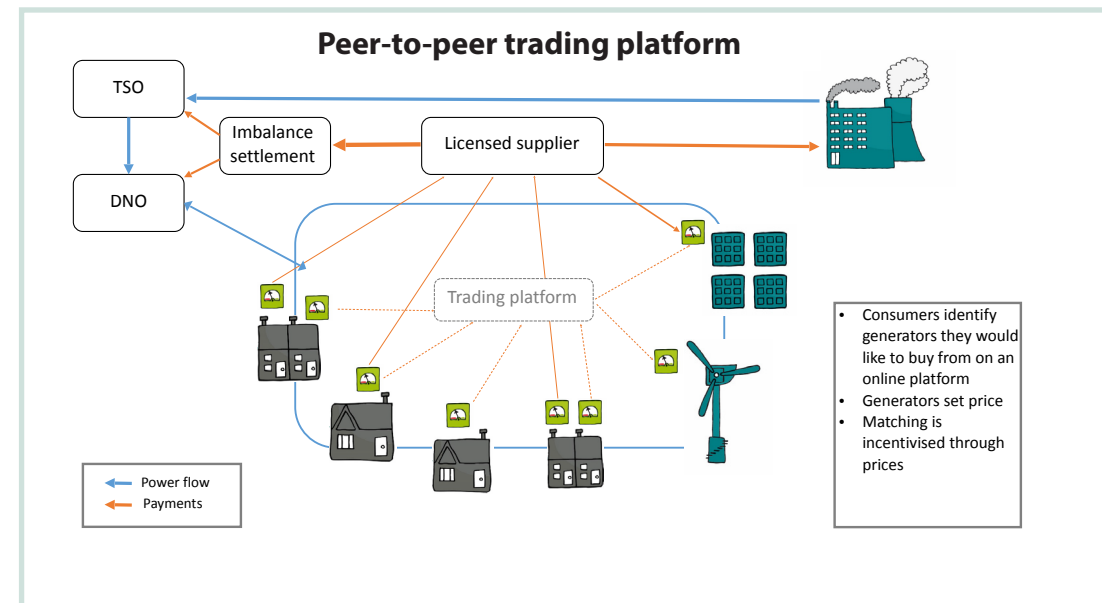 Peer-to-peer trading platform
TSO
Imbalance
settlement
Licensed supplier
DNO
Trading platform
• Consumers identify
generators they would
like to buy from on an
online platform
• Generators set price
• Matching is
incentivised through
prices
Power flow
Payments